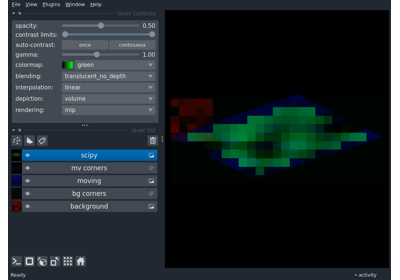 File View Plugins Window Help
layer controls
opacity: 0.50
contrast limits:
auto-contrast: once continuous
gamma: 1.00
colormap: green
blending: translucent_no_depth
interpolation: linear
depiction: volume
rendering: mip
layer list
scipy
mv corners
moving
bg corners
background
Ready
activity